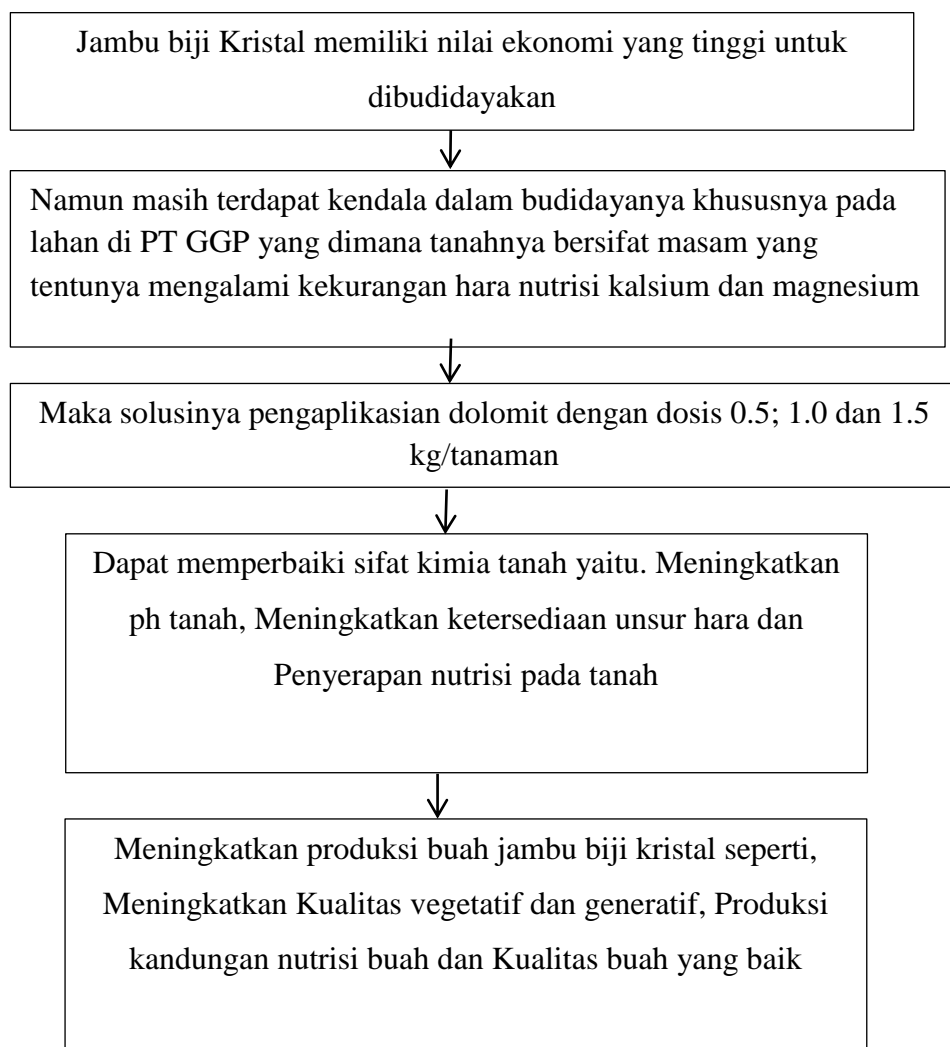 Jambu biji Kristal memiliki nilai ekonomi yang tinggi untuk
dibudidayakan
Namun masih terdapat kendala dalam budidayanya khususnya pada
lahan di PT GGP yang dimana tanahnya bersifat masam yang
tentunya mengalami kekurangan hara nutrisi kalsium dan magnesium
Maka solusinya pengaplikasian dolomit dengan dosis 0.5; 1.0 dan 1.5
kg/tanaman
Dapat memperbaiki sifat kimia tanah yaitu. Meningkatkan
ph tanah, Meningkatkan ketersediaan unsur hara dan
Penyerapan nutrisi pada tanah
Meningkatkan produksi buah jambu biji kristal seperti,
Meningkatkan Kualitas vegetatif dan generatif, Produksi
kandungan nutrisi buah dan Kualitas buah yang baik